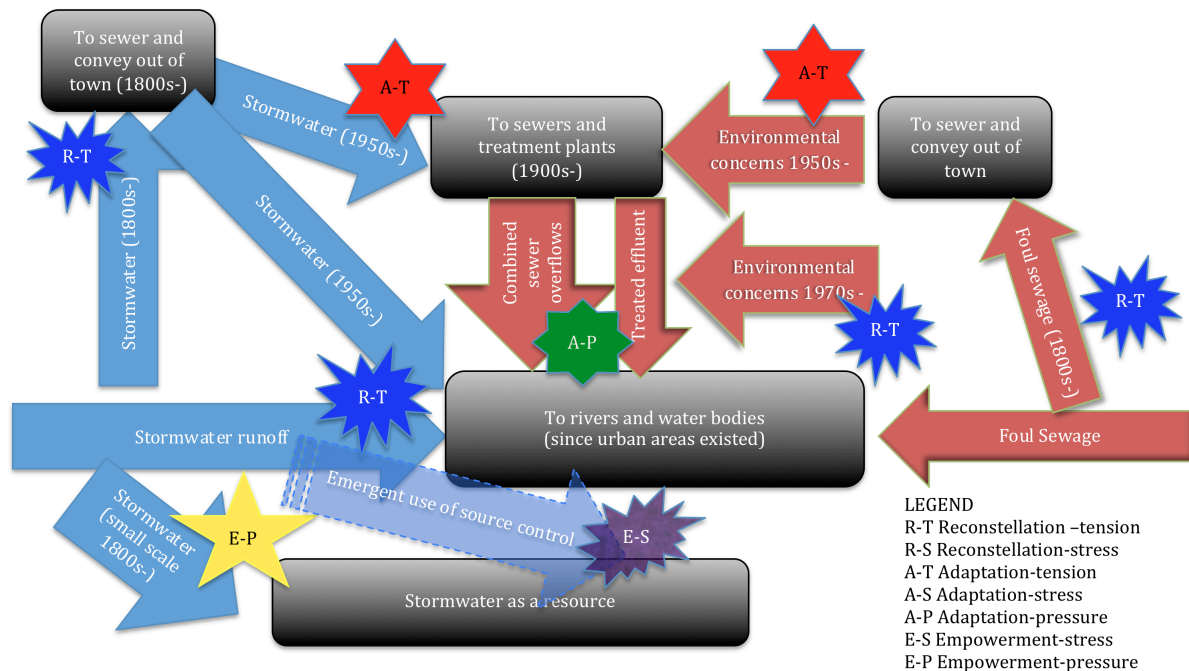 To sewer and
convey out of
town (1800s-)
R-T
Stormwater (1950s-)
A-T
To sewers and
treatment plants
(1900s-)
A-T
Environmental
concerns 1950s -
To sewer and
convey out of
town
Stormwater (1800s-)
Stormwater (1950s-)
Combined
sewer
overflows
Treated effluent
Environmental
concerns 1970s -
R-T
Foul sewage (1800s-)
R-T
A-P
R-T
Stormwater runoff
To rivers and water bodies
(since urban areas existed)
Foul Sewage
Stormwater
(small scale
1800s-)
E-P
Emergent use of source control
E-S
Stormwater as a resource
LEGEND
R-T Reconstellation –tension
R-S Reconstellation-stress
A-T Adaptation-tension
A-S Adaptation-stress
A-P Adaptation-pressure
E-S Empowerment-stress
E-P Empowerment-pressure